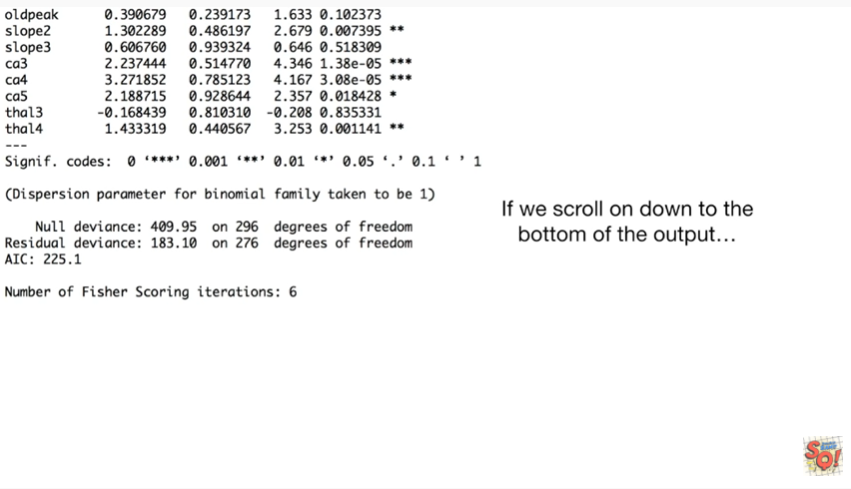 oldpeak 0.390679 0.239173 1.633 0.102373
slope2 1.302289 0.486197 2.679 0.007395 **
slope3 0.606760 0.939324 0.646 0.518309
ca3 2.237444 0.514770 4.346 1.38e-05 ***
ca4 3.271852 0.785123 4.167 3.08e-05 ***
ca5 2.188715 0.928644 2.357 0.018428 *
thal3 -0.168439 0.810310 -0.208 0.835331
thal4 1.433319 0.440567 3.253 0.001141 **
---
Signif. codes: 0 ‘***’ 0.001 ‘**’ 0.01 ‘*’ 0.05 ‘.’ 0.1 ‘ ’ 1
(Dispersion parameter for binomial family taken to be 1)
Null deviance: 409.95 on 296 degrees of freedom
Residual deviance: 183.10 on 276 degrees of freedom
AIC: 225.1
Number of Fisher Scoring iterations: 6
If we scroll on down to the
bottom of the output…
SQ!